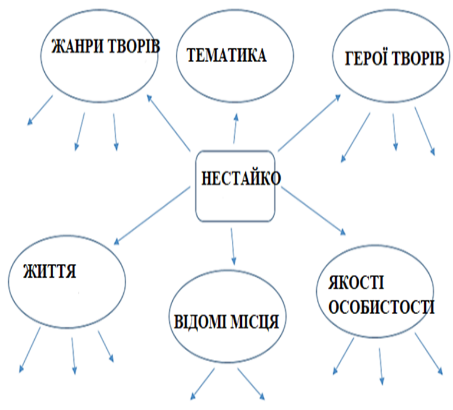 ЖАНРИ ТВОРІВ
ТЕМАТИКА
ГЕРОЇ ТВОРІВ
НЕСТАЙКО
ЖИТТЯ
ВІДОМІ МІСЦЯ
ЯКОСТІ
ОСОБИСТОСТІ